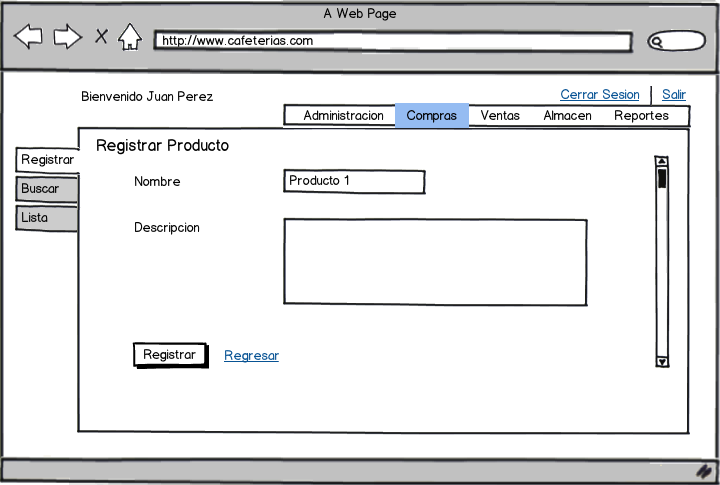 A Web Page
X
http://www.cafeterias.com
Bienvenido Juan Perez
Cerrar Sesion | Salir
Administracion Compras Ventas Almacen Reportes
Registrar Producto
Registrar
Buscar
Lista
Nombre Producto 1
Descripcion
Registrar Regresar